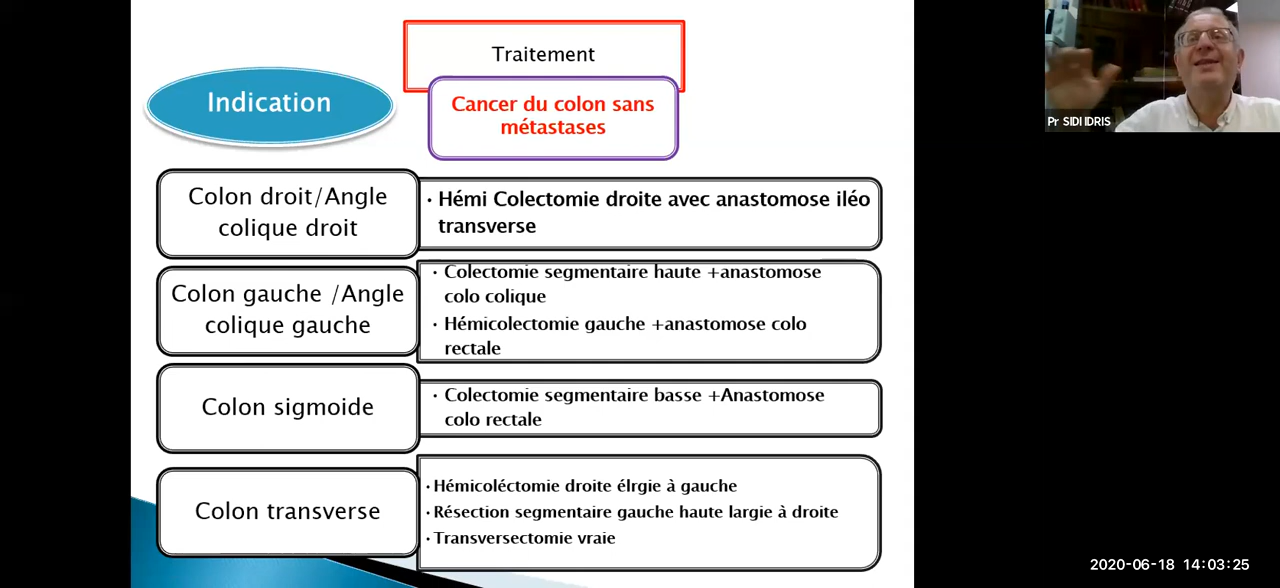 Traitement
Indication
Cancer du colon sans
métastases
Pr SIDI IDRIS
Colon droit/Angle
colique droit
• Hémi Colectomie droite avec anastomose iléo
transverse
Colon gauche /Angle
colique gauche
• Colectomie segmentaire haute +anastomose
colo colique
• Hémicolectomie gauche +anastomose colo
rectale
Colon sigmoide
• Colectomie segmentaire basse +Anastomose
colo rectale
Colon transverse
• Hémicoléctomie droite élrgie à gauche
• Résection segmentaire gauche haute largie à droite
• Transversectomie vraie
2020-06-18 14:03:25